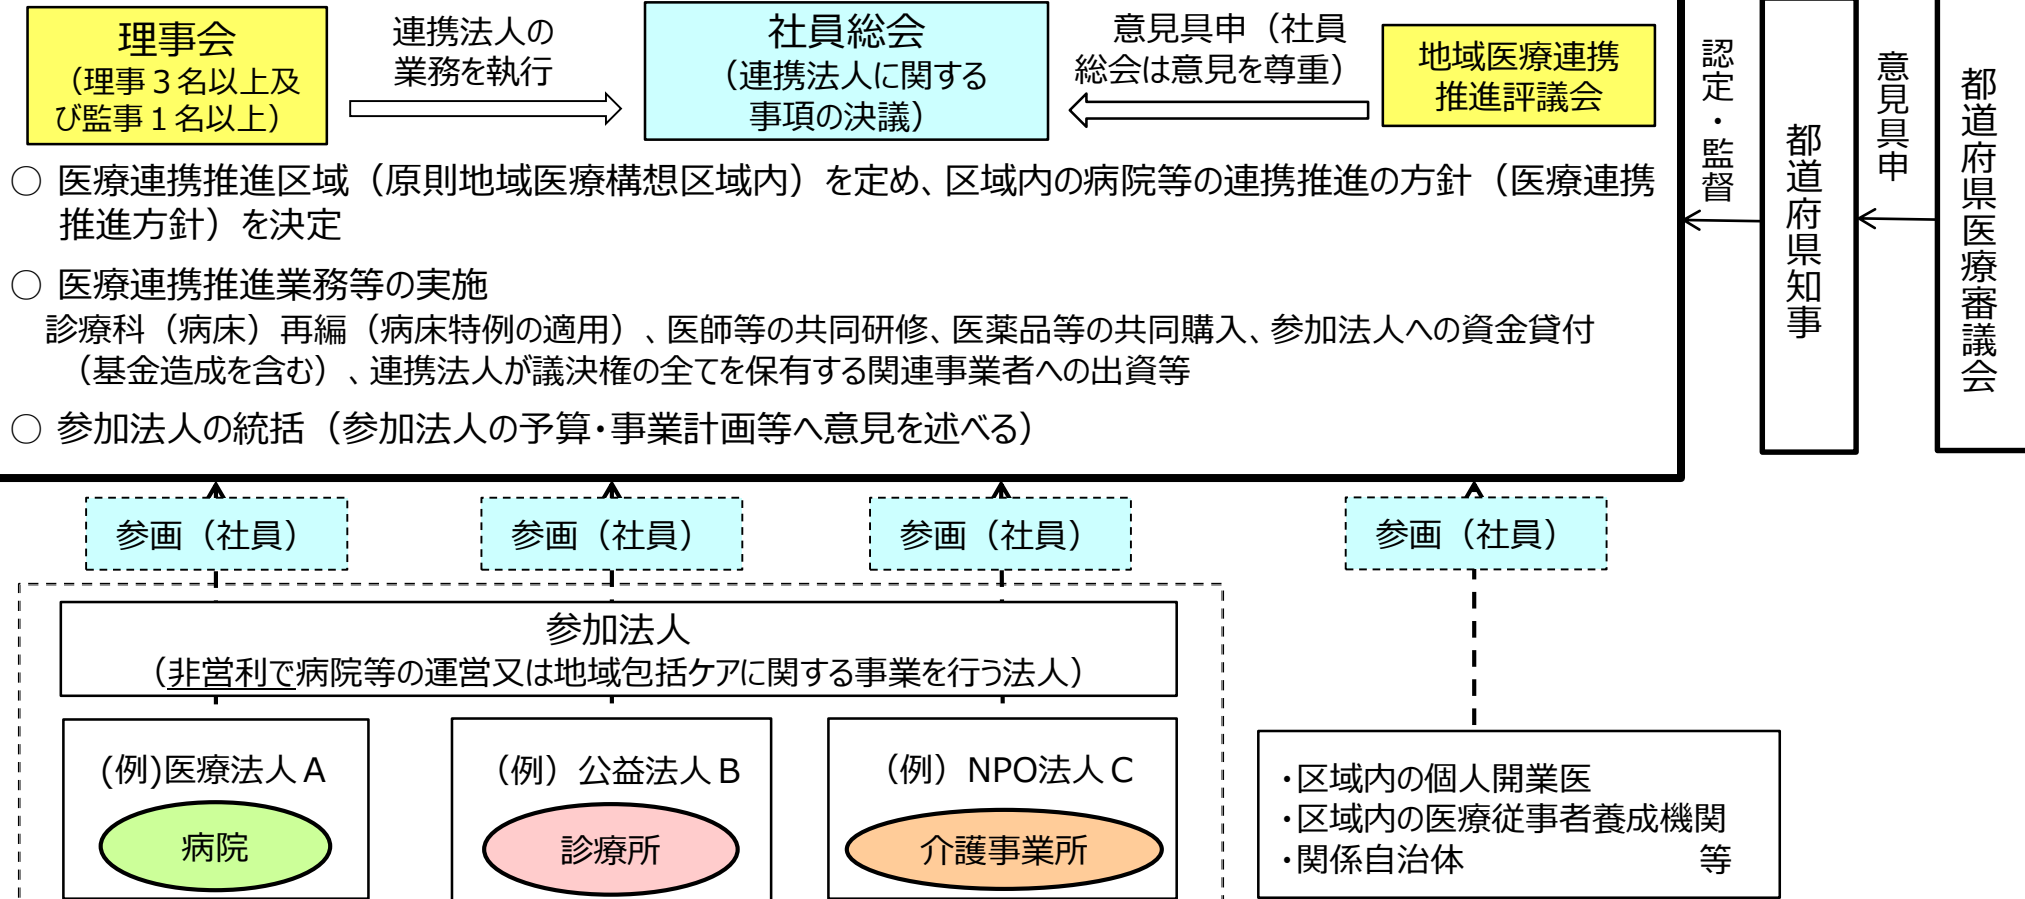 理事会
（理事３名以上及
び監事１名以上）
連携法人の
業務を執行
社員総会
（連携法人に関する
事項の決議）
意見具申（社員
総会は意見を尊重）
地域医療連携
推進評議会
認定・監督
都道府県知事
意見具申
都道府県医療審議会
○ 医療連携推進区域（原則地域医療構想区域内）を定め、区域内の病院等の連携推進の方針（医療連携
推進方針）を決定
○ 医療連携推進業務等の実施
診療科（病床）再編（病床特例の適用）、医師等の共同研修、医薬品等の共同購入、参加法人への資金貸付
（基金造成を含む）、連携法人が議決権の全てを保有する関連事業者への出資等
○ 参加法人の統括（参加法人の予算・事業計画等へ意見を述べる）
参画（社員）
参画（社員）
参画（社員）
参画（社員）
参加法人
（非営利で病院等の運営又は地域包括ケアに関する事業を行う法人）
(例)医療法人Ａ
病院
（例）公益法人Ｂ
診療所
（例）NPO法人Ｃ
介護事業所
・区域内の個人開業医
・区域内の医療従事者養成機関
・関係自治体 等